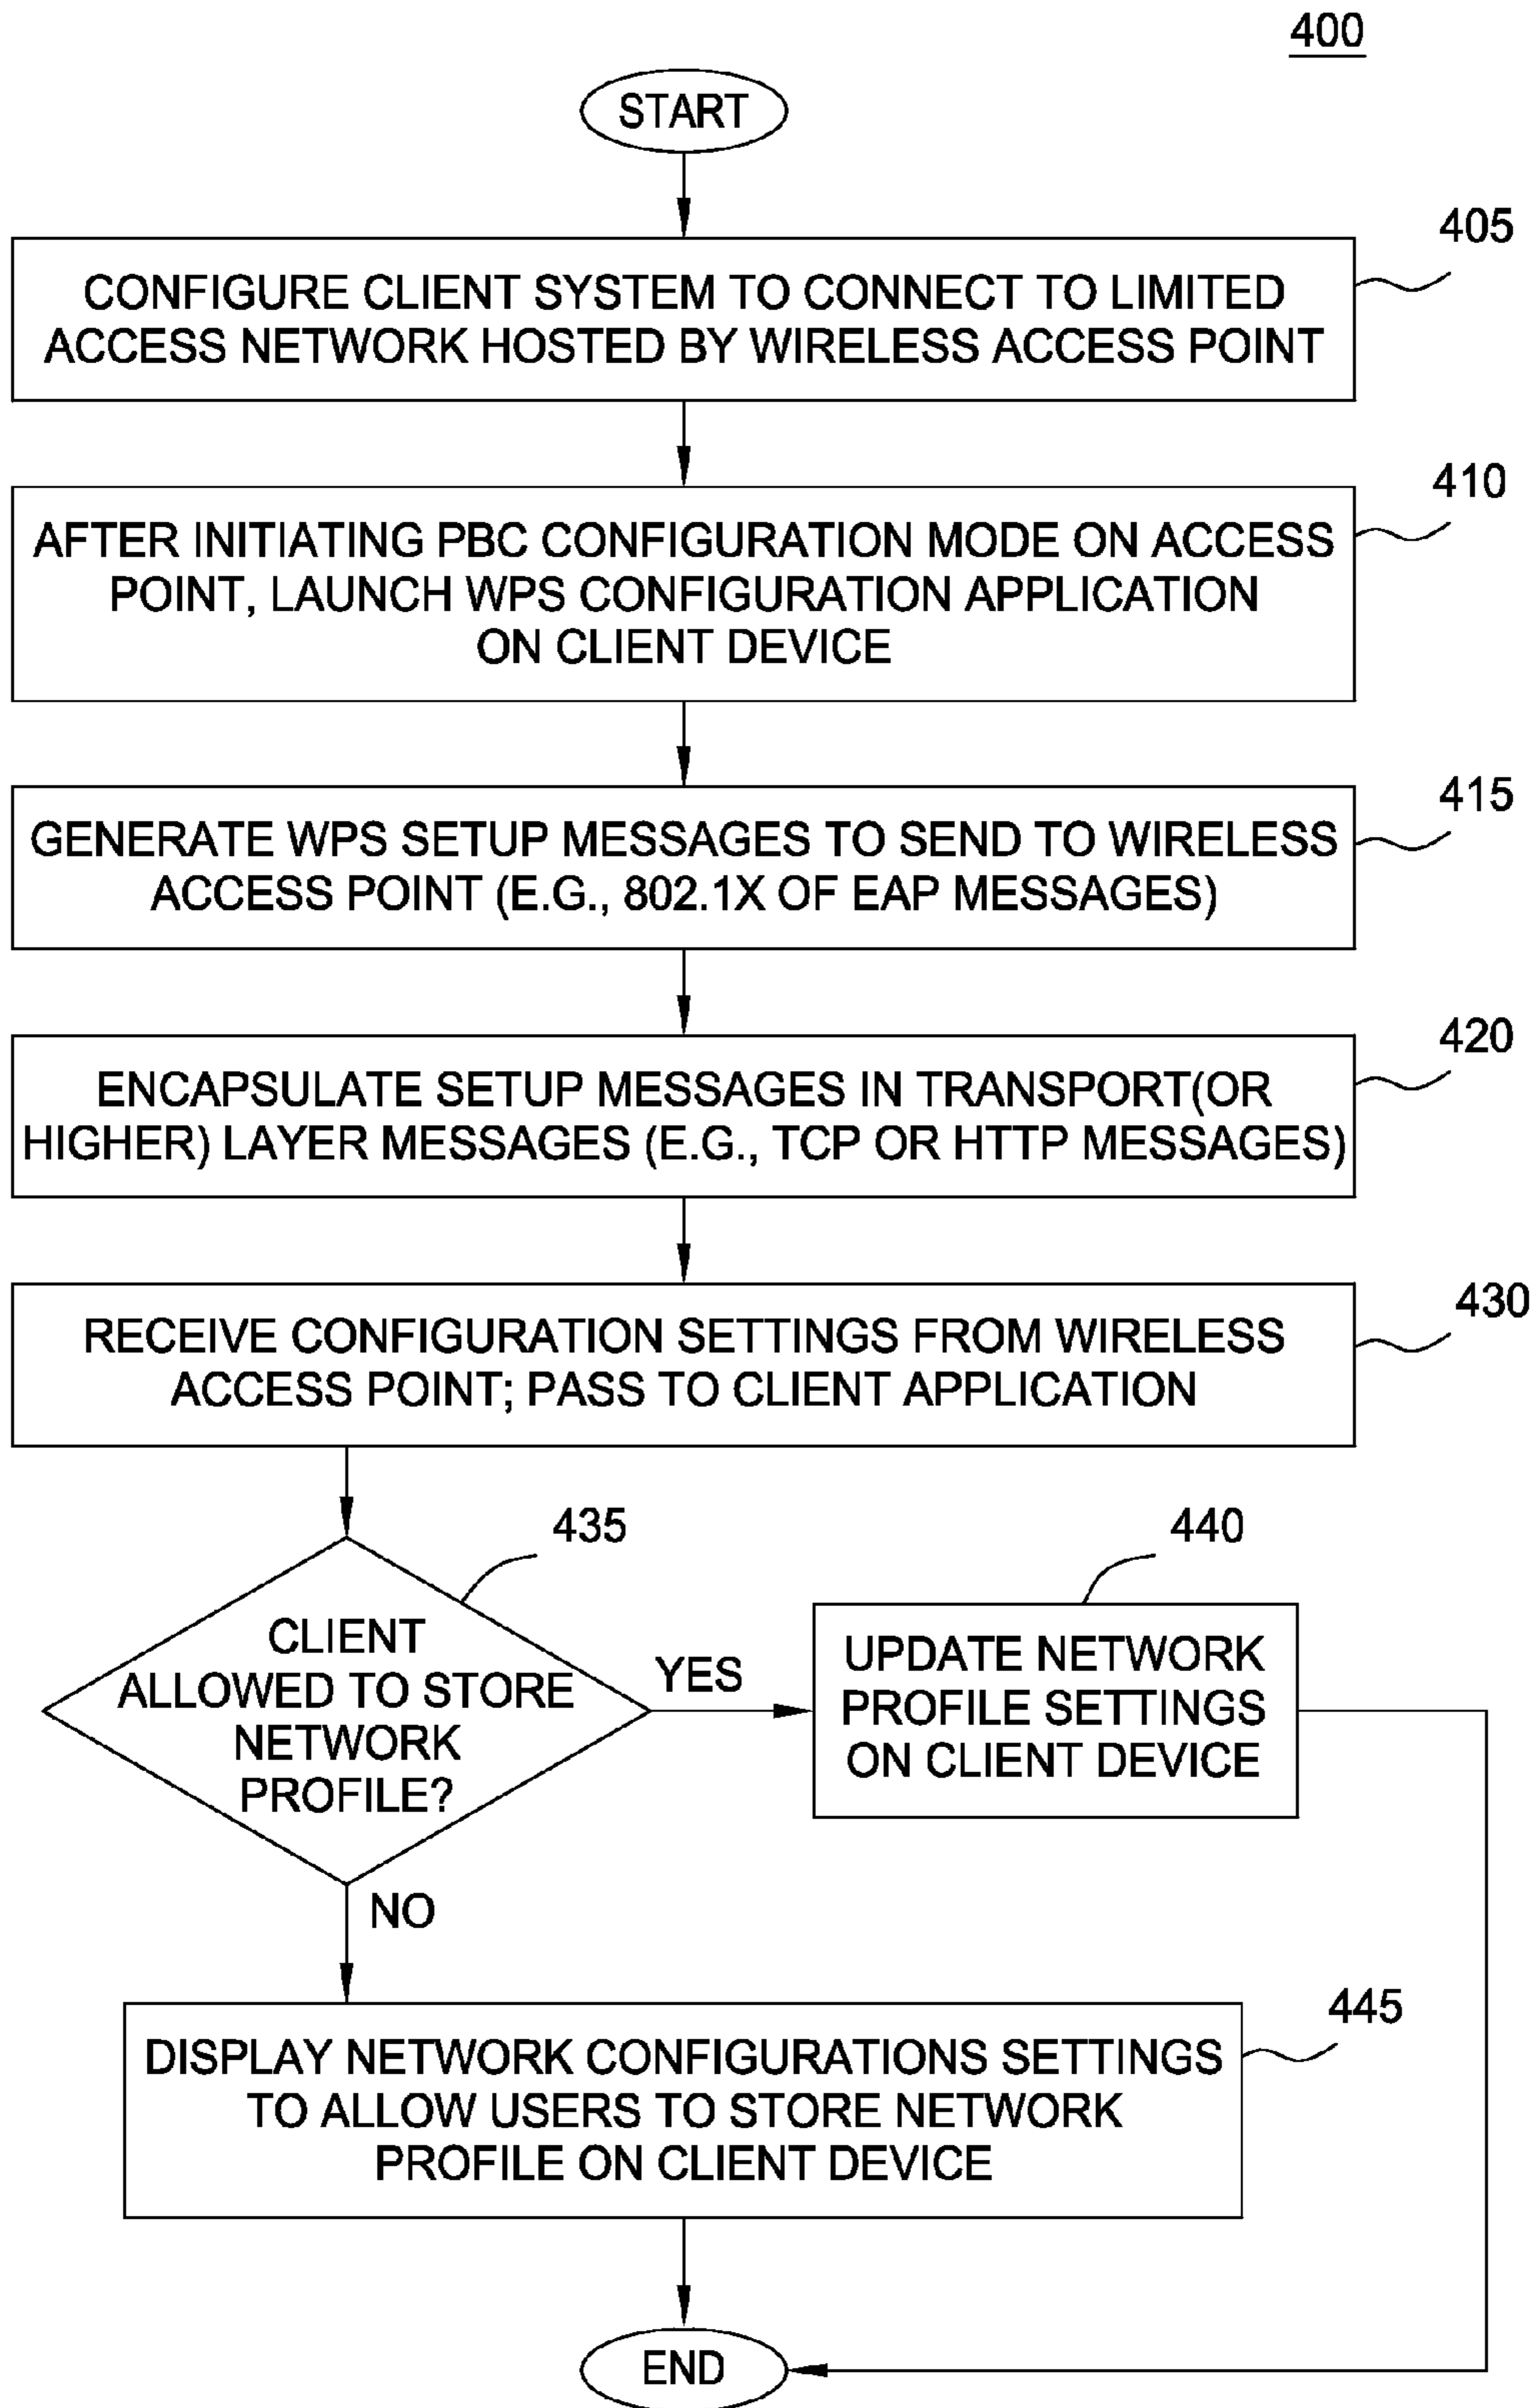 400
START
405
CONFIGURE CLIENT SYSTEM TO CONNECT TO LIMITED
ACCESS NETWORK HOSTED BY WIRELESS ACCESS POINT
410
AFTER INITIATING PBC CONFIGURATION MODE ON ACCESS
POINT, LAUNCH WPS CONFIGURATION APPLICATION
ON CLIENT DEVICE
415
GENERATE WPS SETUP MESSAGES TO SEND TO WIRELESS
ACCESS POINT (E.G., 802.1X OF EAP MESSAGES)
420
ENCAPSULATE SETUP MESSAGES IN TRANSPORT(OR
HIGHER) LAYER MESSAGES (E.G., TCP OR HTTP MESSAGES)
430
RECEIVE CONFIGURATION SETTINGS FROM WIRELESS
ACCESS POINT; PASS TO CLIENT APPLICATION
435
CLIENT
ALLOWED TO STORE
NETWORK
PROFILE?
YES
440
UPDATE NETWORK
PROFILE SETTINGS
ON CLIENT DEVICE
NO
445
DISPLAY NETWORK CONFIGURATIONS SETTINGS
TO ALLOW USERS TO STORE NETWORK
PROFILE ON CLIENT DEVICE
END